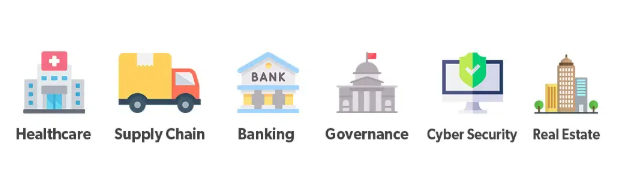 BANK
Healthcare
Supply Chain
Banking
Governance
Cyber Security
Real Estate